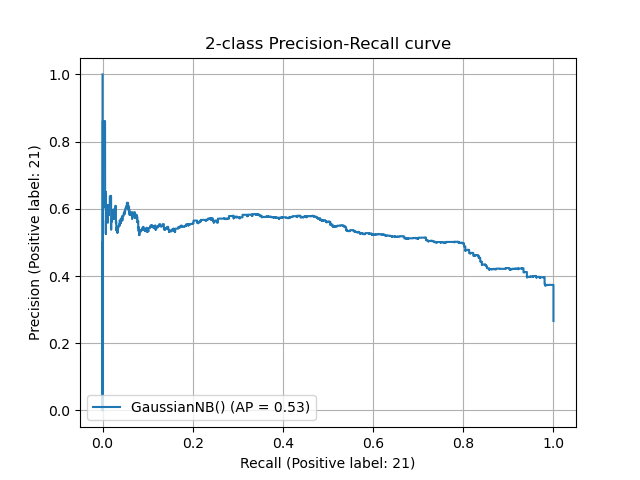 2-class Precision-Recall curve
1.0
0.8
0.6
0.4
0.2
0.0
Precision (Positive label: 21)
GaussianNB() (AP = 0.53)
0.0 0.2 0.4 0.6 0.8 1.0
Recall (Positive label: 21)